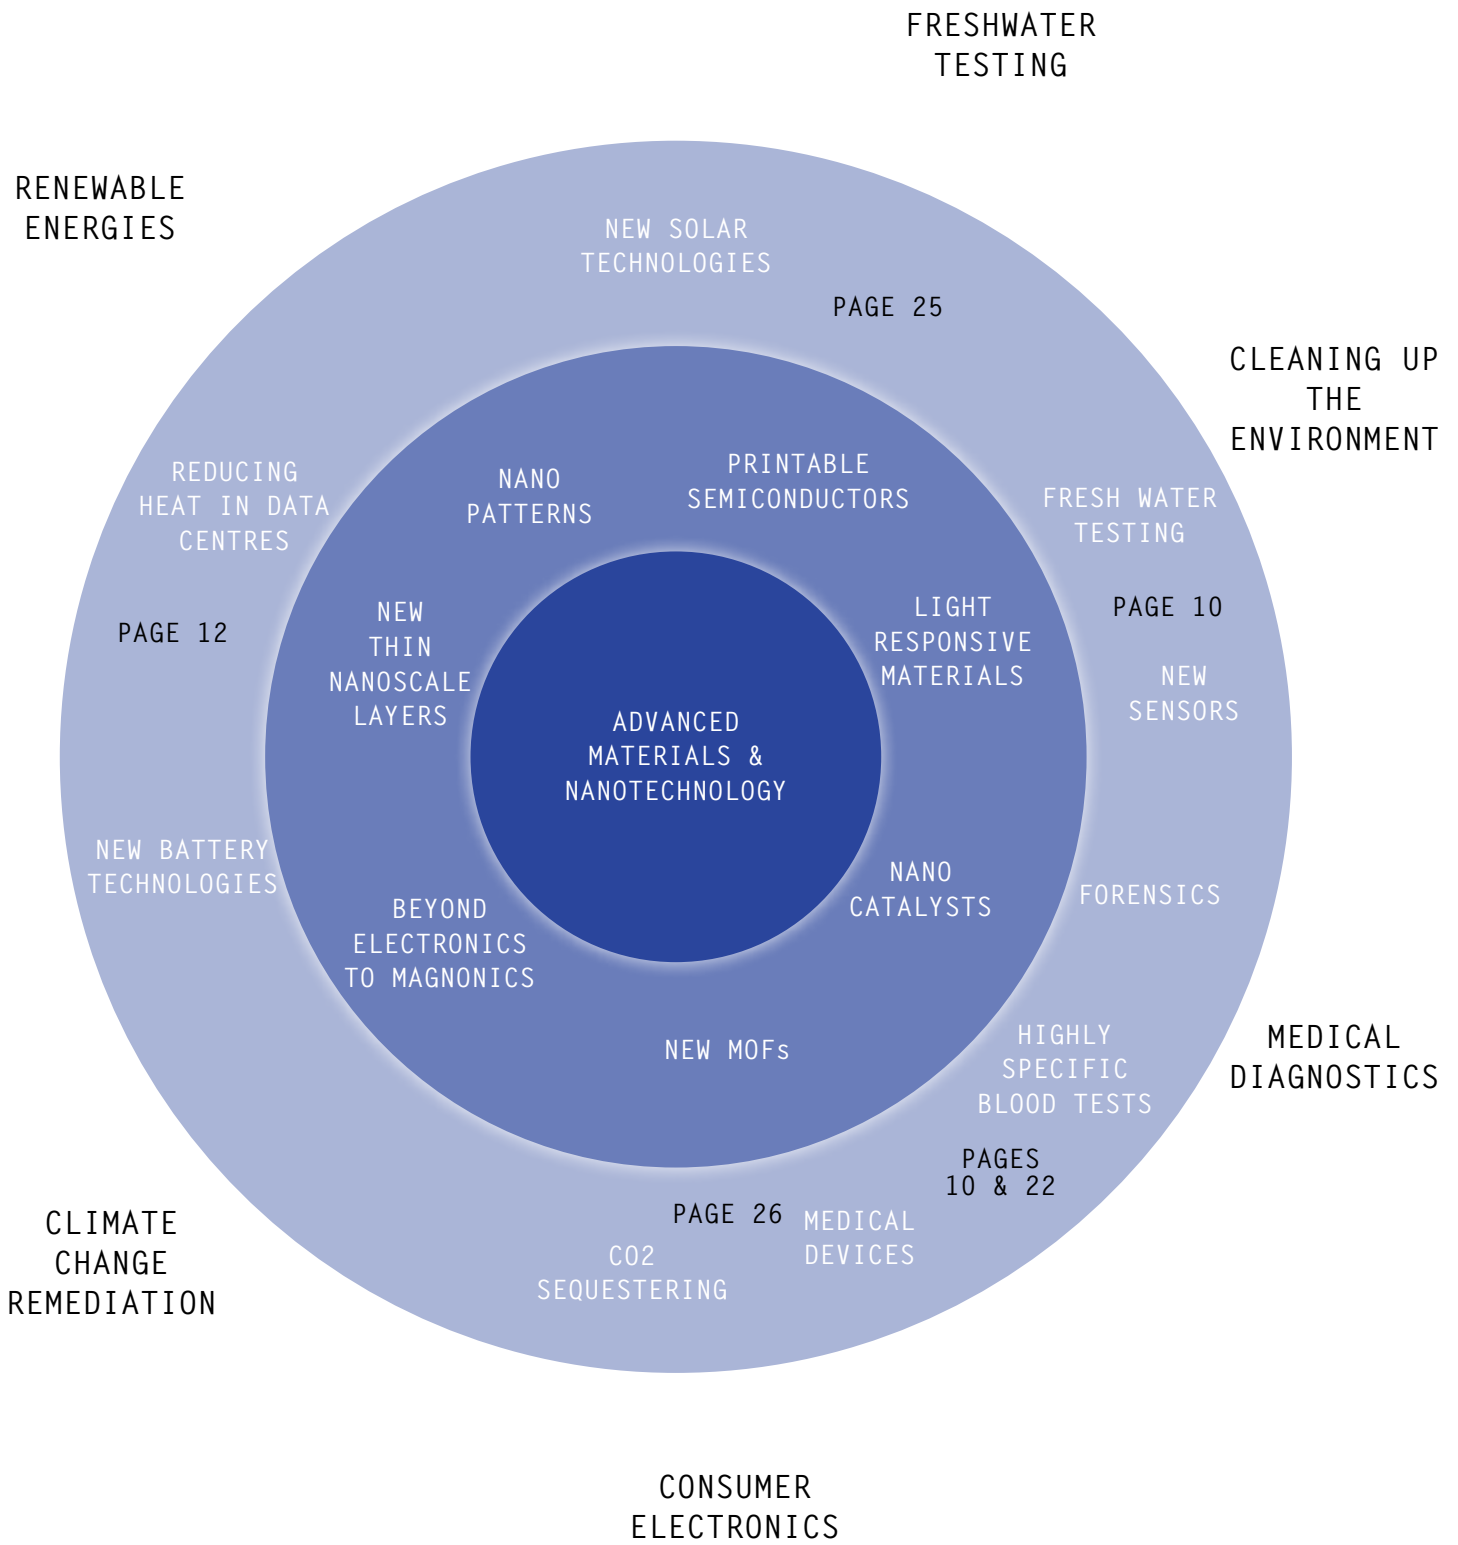 FRESHWATER
TESTING
RENEWABLE
ENERGIES
NEW SOLAR
TECHNOLOGIES
PAGE 25
CLEANING UP
THE
ENVIRONMENT
REDUCING
HEAT IN DATA
CENTRES
PAGE 12
NANO
PATTERNS
PRINTABLE
SEMICONDUCTORS
FRESH WATER
TESTING
PAGE 10
NEW
SENSORS
NEW
THIN
NANOSCALE
LAYERS
LIGHT
RESPONSIVE
MATERIALS
ADVANCED
MATERIALS &
NANOTECHNOLOGY
NEW BATTERY
TECHNOLOGIES
BEYOND
ELECTRONICS
TO MAGNONICS
NANO
CATALYSTS
FORENSICS
NEW MOFs
HIGHLY
SPECIFIC
BLOOD TESTS
PAGES
10 & 22
MEDICAL
DIAGNOSTICS
PAGE 26
MEDICAL
DEVICES
CO2
SEQUESTERING
CLIMATE
CHANGE
REMEDIATION
CONSUMER
ELECTRONICS